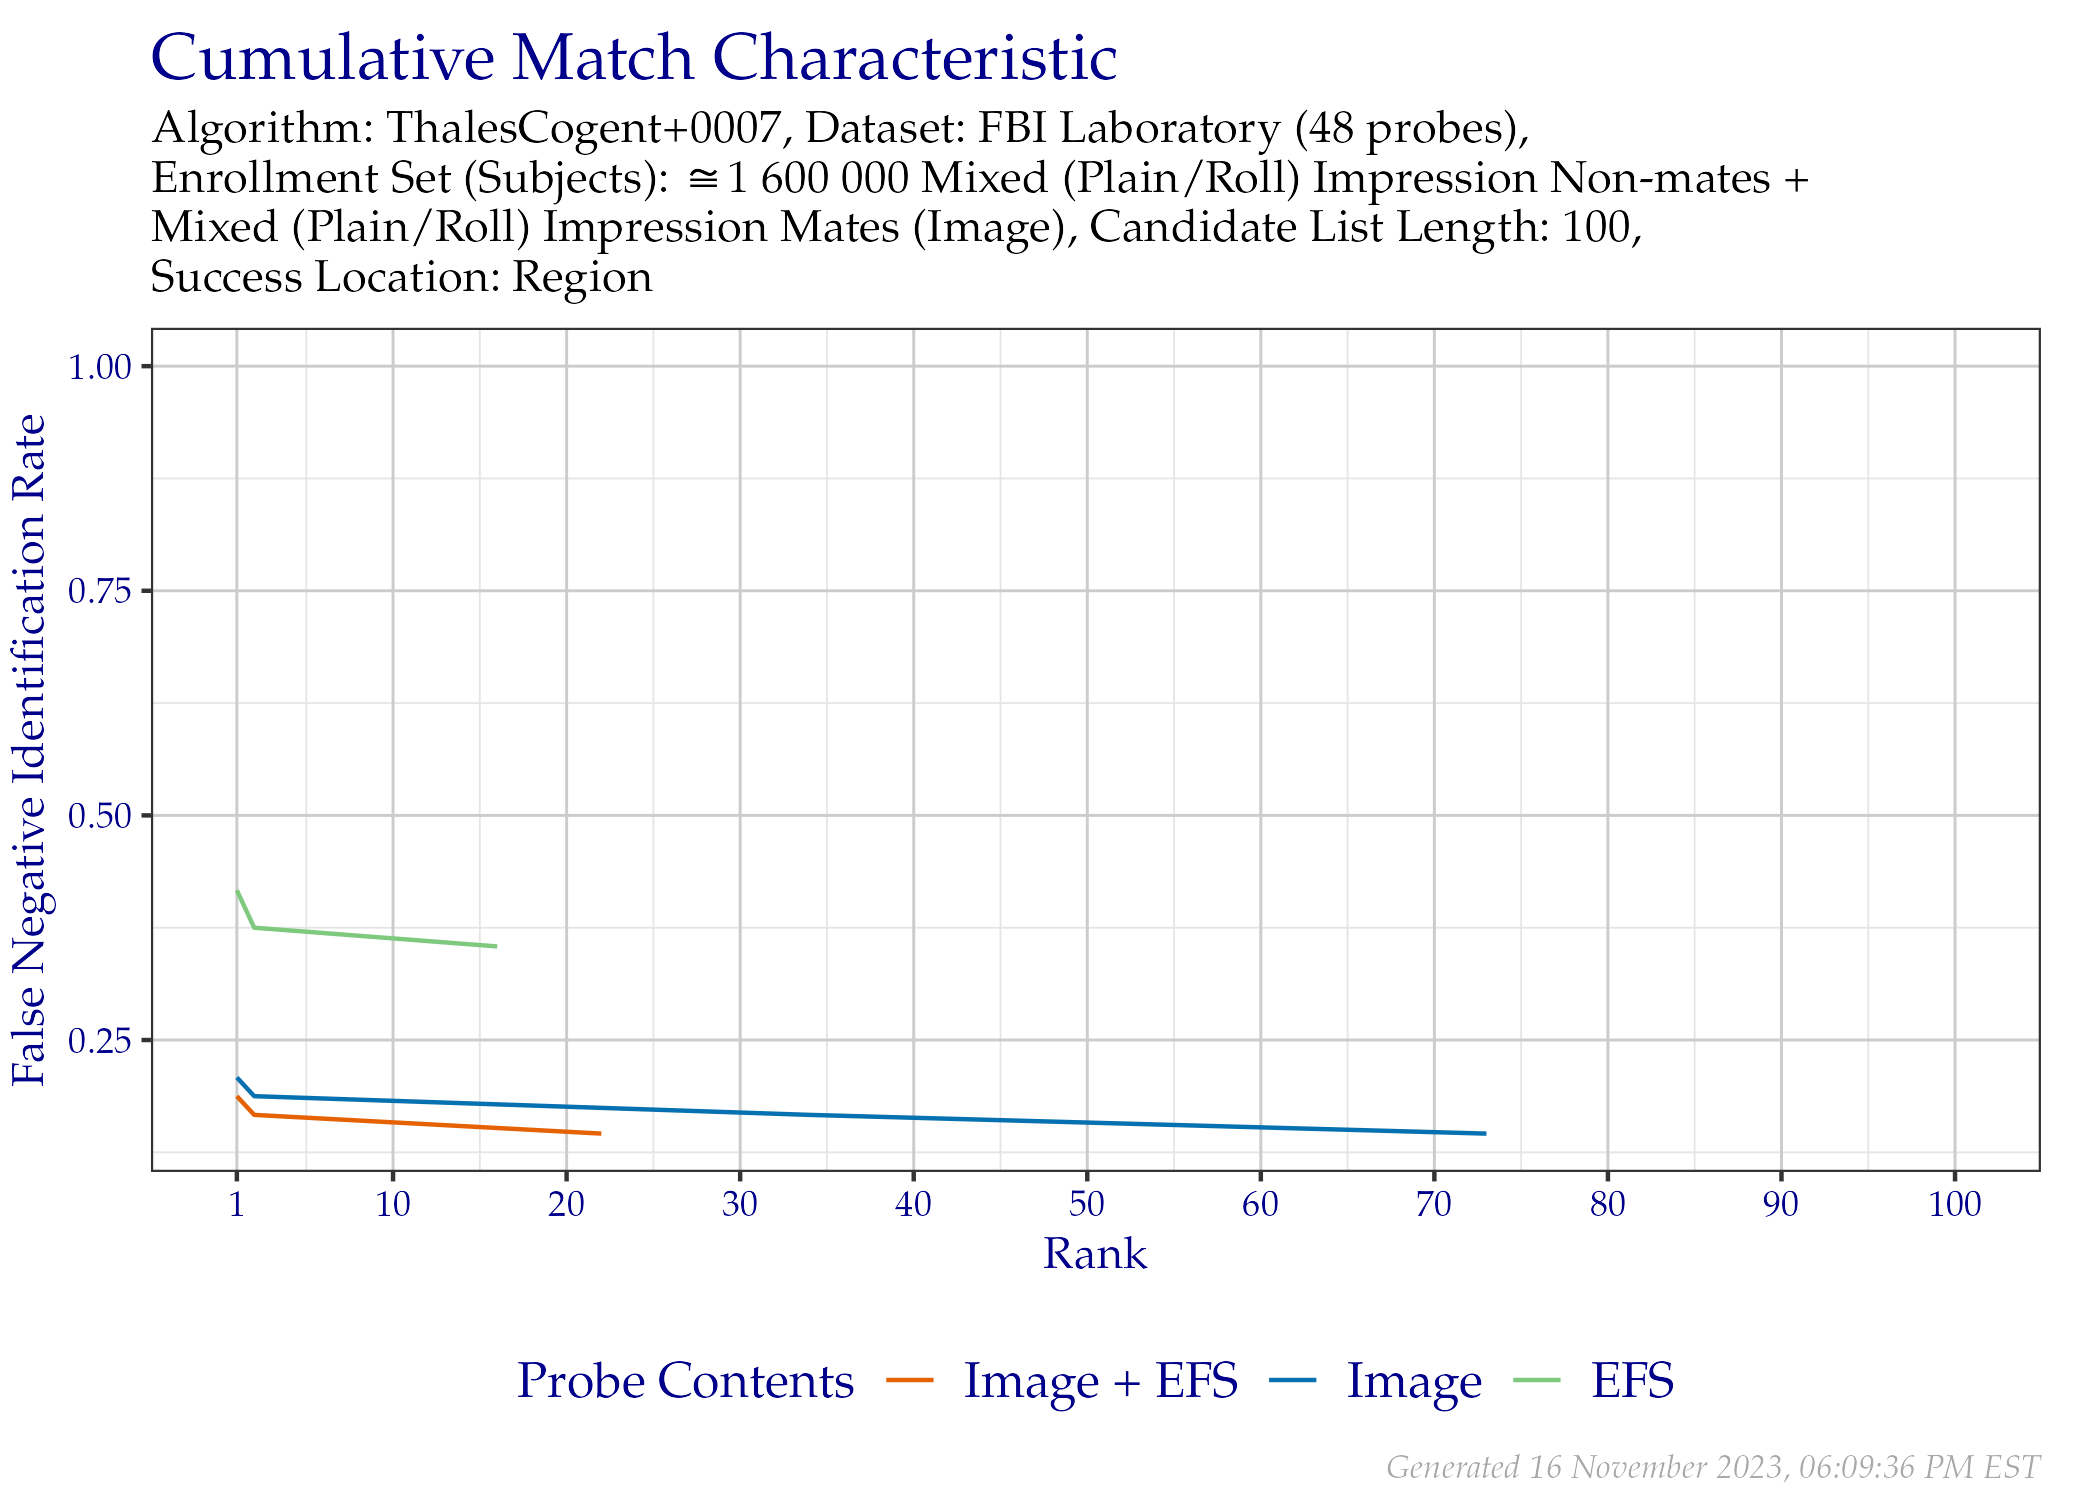 Cumulative Match Characteristic
Algorithm: ThalesCogent+0007, Dataset: FBI Laboratory (48 probes),
Enrollment Set (Subjects): ≅1 600 000 Mixed (Plain/Roll) Impression Non-mates +
Mixed (Plain/Roll) Impression Mates (Image), Candidate List Length: 100,
Success Location: Region
False Negative Identification Rate
1.00
0.75
0.50
0.25
1 10 20 30 40 50 60 70 80 90 100
Rank
Probe Contents Image + EFS Image EFS
Generated 16 November 2023, 06:09:36 PM EST